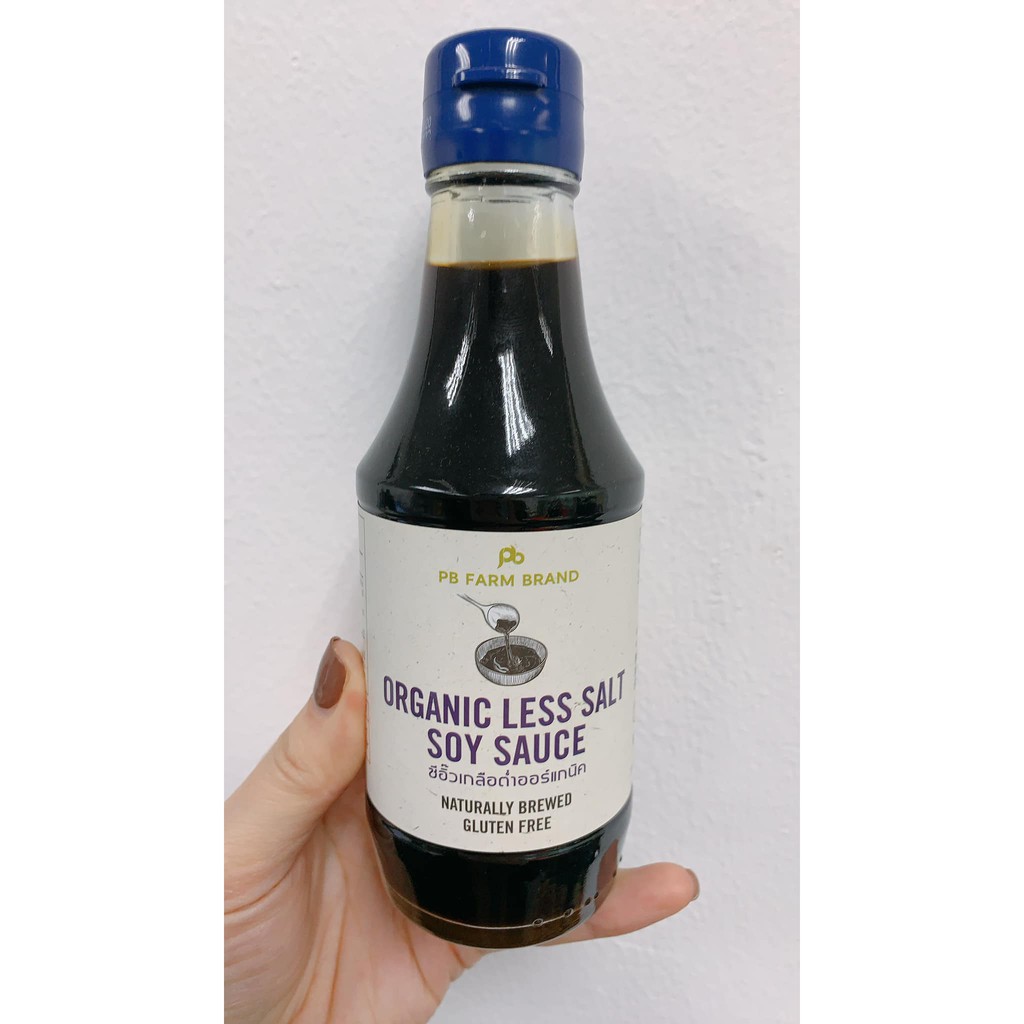 pb
PB FARM BRAND
ORGANIC LESS SALT
SOY SAUCE
ซีอิ๊วเกลือต่ำออร์แกนิค
NATURALLY BREWED
GLUTEN FREE